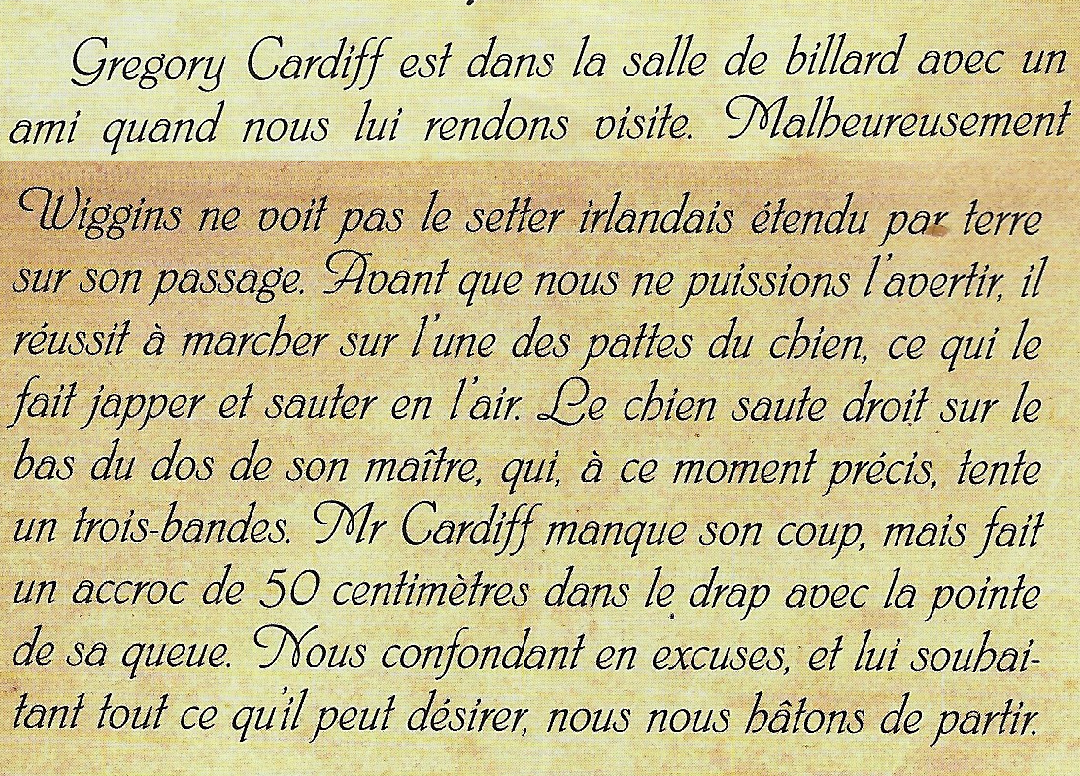 Gregory Cardiff est dans la salle de billard avec un
ami quand nous lui rendons visite. Malheureusement
Wiggins ne voit pas le setter irlandais étendu par terre
sur son passage. Avant que nous ne puissions l'avertir, il
réussit à marcher sur l'une des pattes du chien, ce qui le
fait japper et sauter en l'air. Le chien saute droit sur le
bas du dos de son maître, qui, à ce moment précis, tente
un trois-bandes. Mr Cardiff manque son coup, mais fait
un accroc de 50 centimètres dans le drap avec la pointe
de sa queue. Nous confondant en excuses, et lui souhai-
tant tout ce qu'il peut désirer, nous nous hâtons de partir.